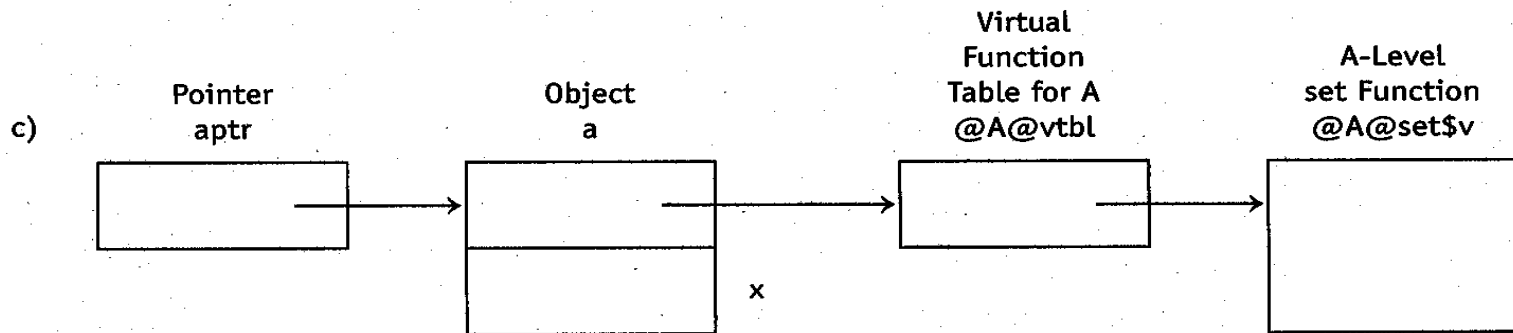 c)
Pointer
aptr
Object
a
Virtual
Function
Table for A
@A@vtbl
A-Level
set Function
@A@set$v
x